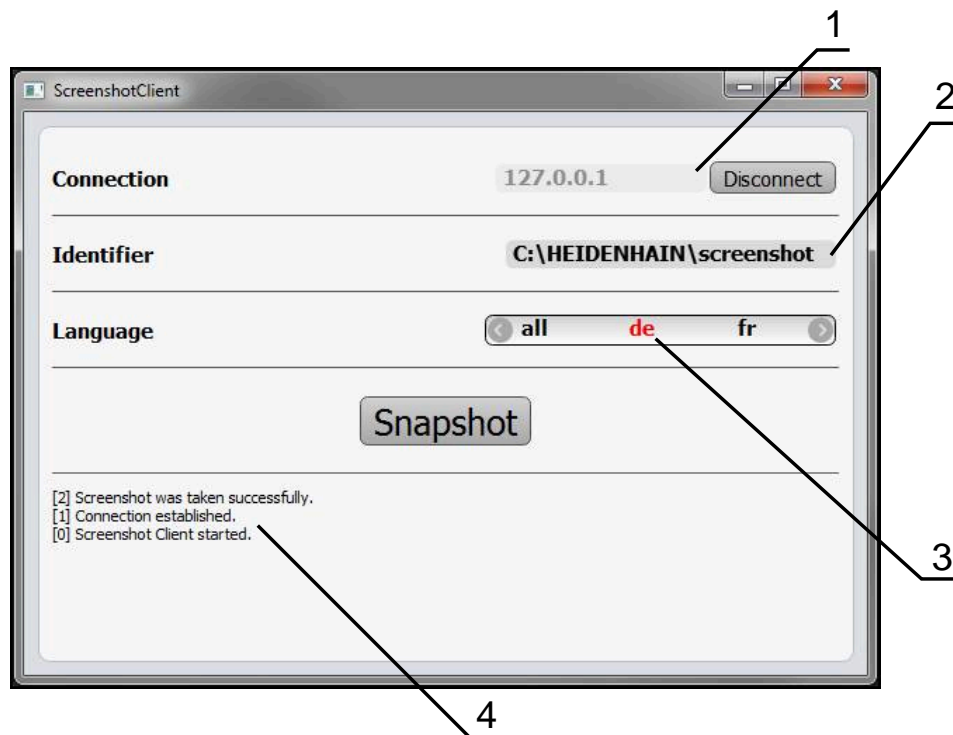 1
ScreenshotClient
2
Connection 127.0.0.1 Disconnect
Identifier C:\HEIDENHAIN\screenshot
Language all de fr
Snapshot
[2] Screenshot was taken successfully.
[1] Connection established.
[0] Screenshot Client started.
3
4